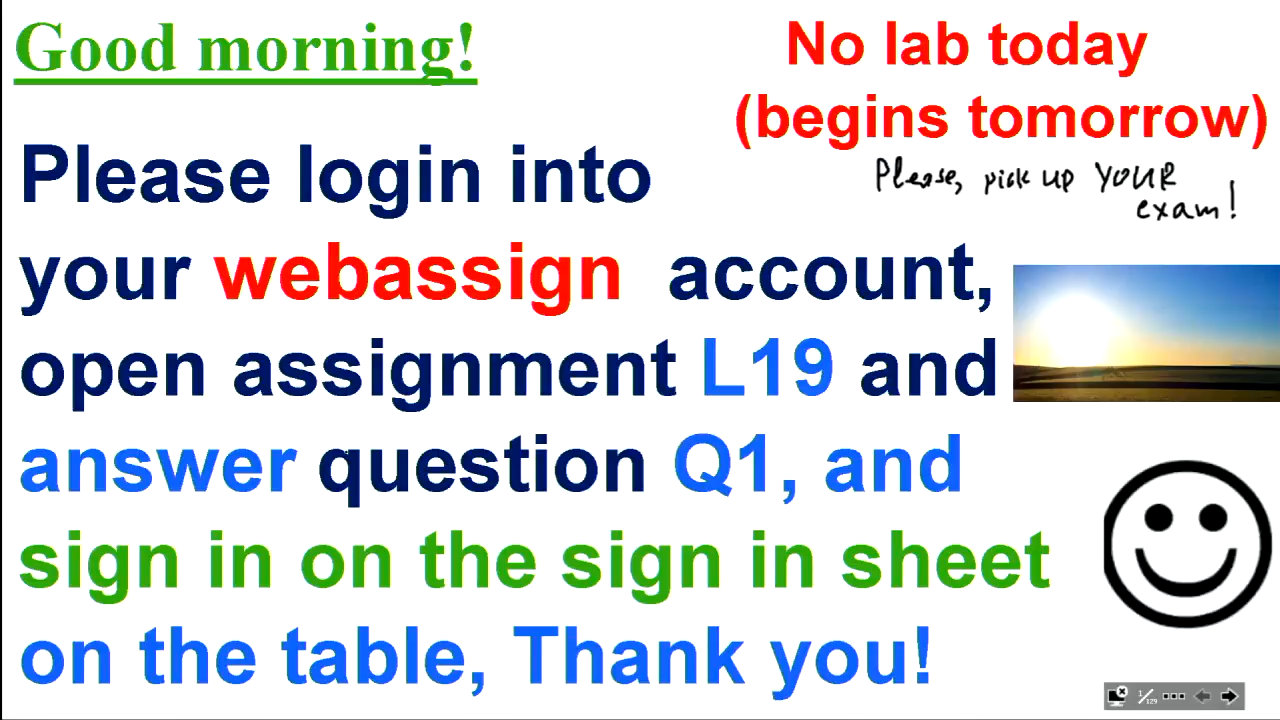 Good morning!
No lab today
(begins tomorrow)
Please, pick up YOUR
exam!
Please login into
your webassign account,
open assignment L19 and
answer question Q1, and
sign in on the sign in sheet
on the table, Thank you!
1/129